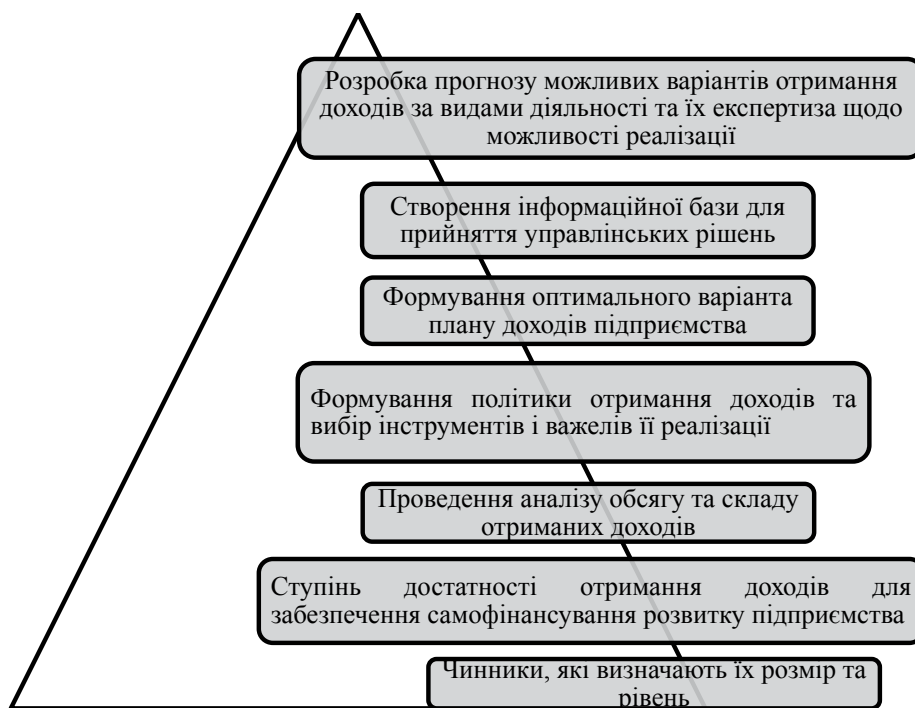 Розробка прогнозу можливих варіантів отримання
доходів за видами діяльності та їх експертиза щодо
можливості реалізації
Створення інформаційної бази для
прийняття управлінських рішень
Формування оптимального варіанта
плану доходів підприємства
Формування політики отримання доходів та
вибір інструментів і важелів її реалізації
Проведення аналізу обсягу та складу
отриманих доходів
Ступінь достатності отримання доходів для
забезпечення самофінансування розвитку підприємства
Чинники, які визначають їх розмір та
рівень